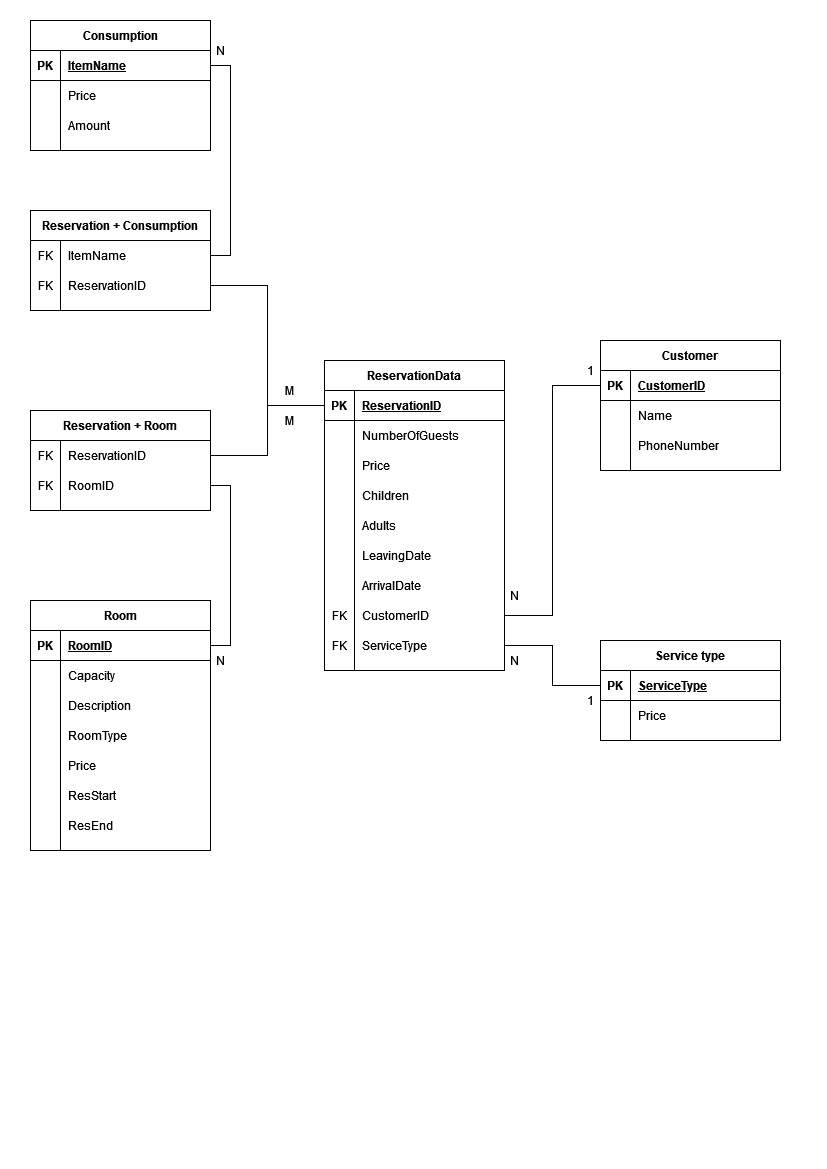 Consumption
N
PK ItemName
Price
Amount
Reservation + Consumption
FK ItemName
FK ReservationID
Reservation + Room
FK ReservationID
FK RoomID
Room
PK RoomID
N
Capacity
Description
RoomType
Price
ResStart
ResEnd
ReservationData
M
PK ReservationID
M
NumberOfGuests
Price
Children
Adults
LeavingDate
ArrivalDate
N
FK CustomerID
FK ServiceType
N
Customer
1
PK CustomerID
Name
PhoneNumber
Service type
PK ServiceType
1
Price